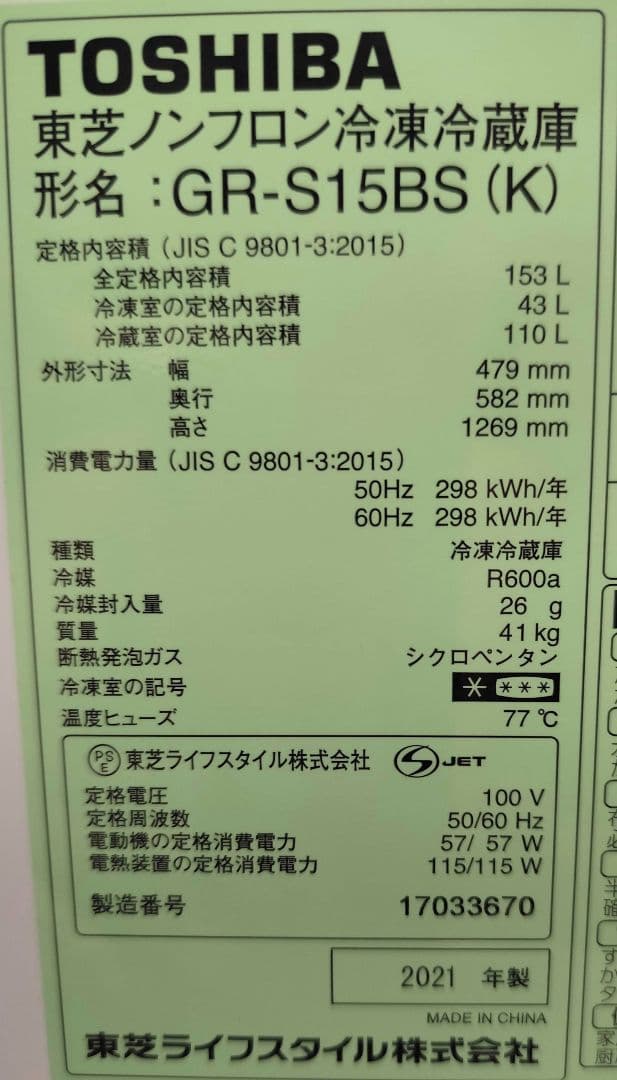 TOSHIBA
東芝ノンフロン冷凍冷蔵庫
形名：GR-S15BS (K)
定格内容積 (JIS C 9801-3:2015)
全定格内容積 153 L
冷凍室の定格内容積 43 L
冷蔵室の定格内容積 110 L
外形寸法 幅 479 mm
奥行 582 mm
高さ 1269 mm
消費電力量 (JIS C 9801-3:2015)
50Hz 298 kWh/年
60Hz 298 kWh/年
種類 冷凍冷蔵庫
冷媒 R600a
冷媒封入量 26 g
質量 41 kg
断熱発泡ガス シクロペンタン
冷凍室の記号 * ***
温度ヒューズ 77 ℃
PSE 東芝ライフスタイル株式会社 JET
定格電圧 100 V
定格周波数 50/60 Hz
電動機の定格消費電力 57/ 57 W
電熱装置の定格消費電力 115/115 W
製造番号 17033670
2021 年製
MADE IN CHINA
東芝ライフスタイル株式会社